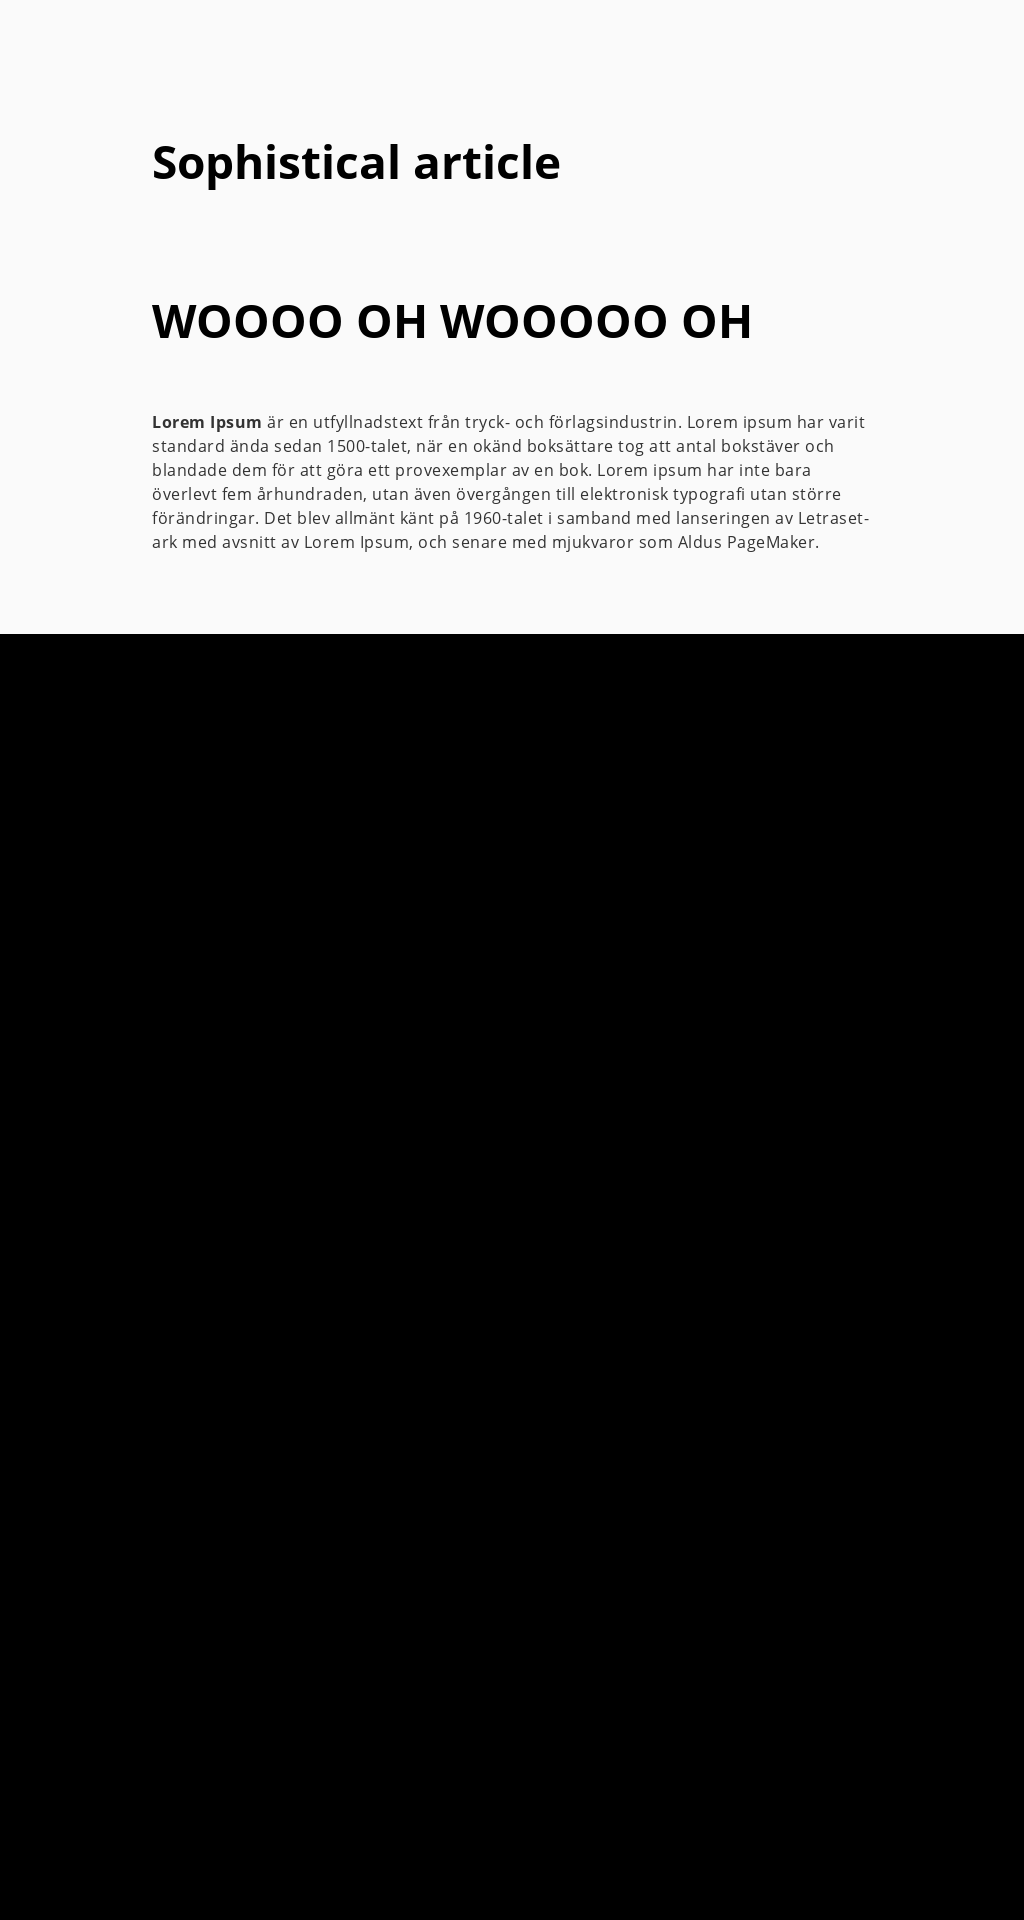 Sophistical article
WOOOO OH WOOOOO OH
Lorem Ipsum är en utfyllnadstext från tryck- och förlagsindustrin. Lorem ipsum har varit
standard ända sedan 1500-talet, när en okänd boksättare tog att antal bokstäver och
blandade dem för att göra ett provexemplar av en bok. Lorem ipsum har inte bara
överlevt fem århundraden, utan även övergången till elektronisk typografi utan större
förändringar. Det blev allmänt känt på 1960-talet i samband med lanseringen av Letraset-
ark med avsnitt av Lorem Ipsum, och senare med mjukvaror som Aldus PageMaker.